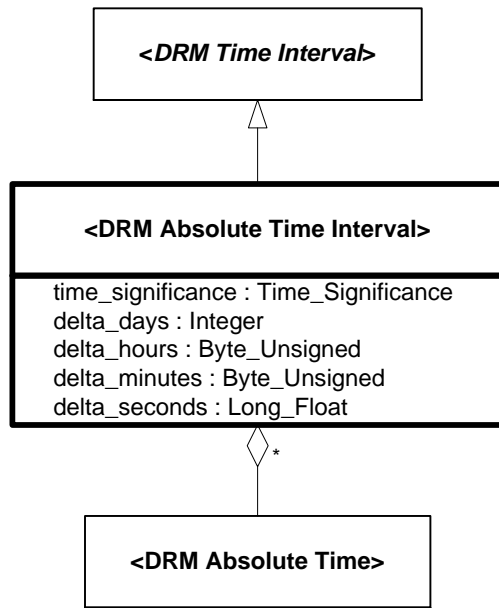 <DRM Time Interval>
<DRM Absolute Time Interval>
time_significance : Time_Significance
delta_days : Integer
delta_hours : Byte_Unsigned
delta_minutes : Byte_Unsigned
delta_seconds : Long_Float
*
<DRM Absolute Time>